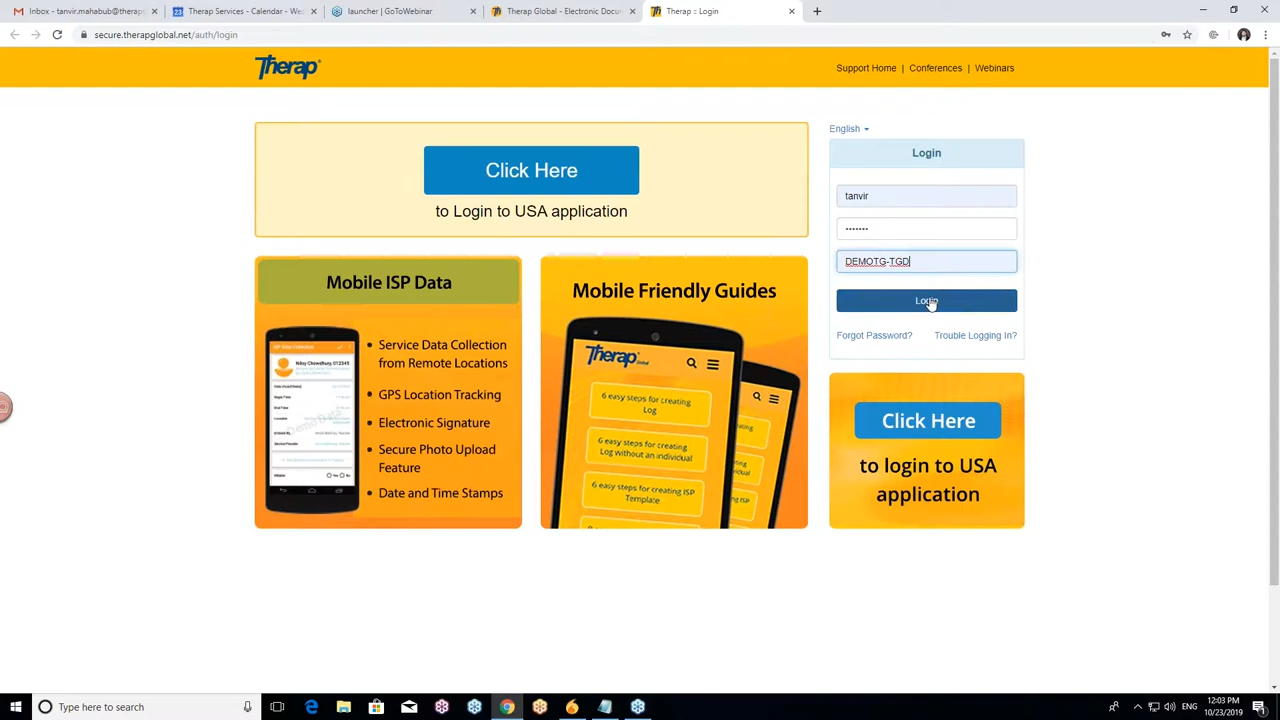 Inbox - tanvir.mahabub@therap
Therap Services - Calendar - We
launcher | GoToWebinar
Therap Global - Electronic Docu
Therap :: Login
secure.therapglobal.net/auth/login
Therap
Support Home | Conferences | Webinars
Click Here
to Login to USA application
English
Login
tanvir
•••••••
DEMOTG-TGD
Login
Forgot Password?
Trouble Logging In?
Mobile ISP Data
Service Data Collection
from Remote Locations
GPS Location Tracking
Electronic Signature
Secure Photo Upload
Feature
Date and Time Stamps
Demo Data
Mobile Friendly Guides
Therap
Global
6 easy steps for creating
Log
6 easy steps for creating
Log without an individual
6 easy steps for creating ISP
Template
Click Here
to login to USA
application
Type here to search
ENG
12:03 PM
10/23/2019